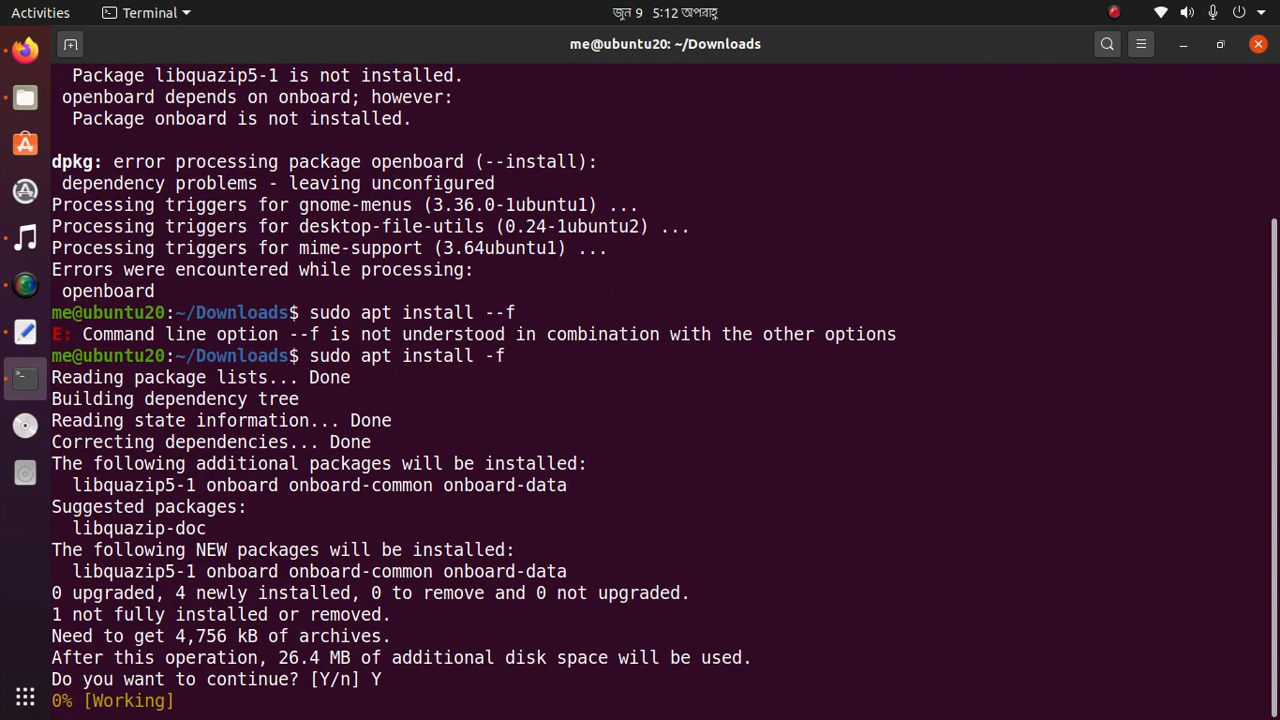 Activities
Terminal
জুন 9 5:12 অপরাহ্ণ
me@ubuntu20: ~/Downloads
Package libquazip5-1 is not installed.
openboard depends on onboard; however:
Package onboard is not installed.
dpkg: error processing package openboard (--install):
dependency problems - leaving unconfigured
Processing triggers for gnome-menus (3.36.0-1ubuntu1) ...
Processing triggers for desktop-file-utils (0.24-1ubuntu2) ...
Processing triggers for mime-support (3.64ubuntu1) ...
Errors were encountered while processing:
openboard
me@ubuntu20:~/Downloads$ sudo apt install --f
E: Command line option --f is not understood in combination with the other options
me@ubuntu20:~/Downloads$ sudo apt install -f
Reading package lists... Done
Building dependency tree
Reading state information... Done
Correcting dependencies... Done
The following additional packages will be installed:
libquazip5-1 onboard onboard-common onboard-data
Suggested packages:
libquazip-doc
The following NEW packages will be installed:
libquazip5-1 onboard onboard-common onboard-data
0 upgraded, 4 newly installed, 0 to remove and 0 not upgraded.
1 not fully installed or removed.
Need to get 4,756 kB of archives.
After this operation, 26.4 MB of additional disk space will be used.
Do you want to continue? [Y/n] Y
0% [Working]